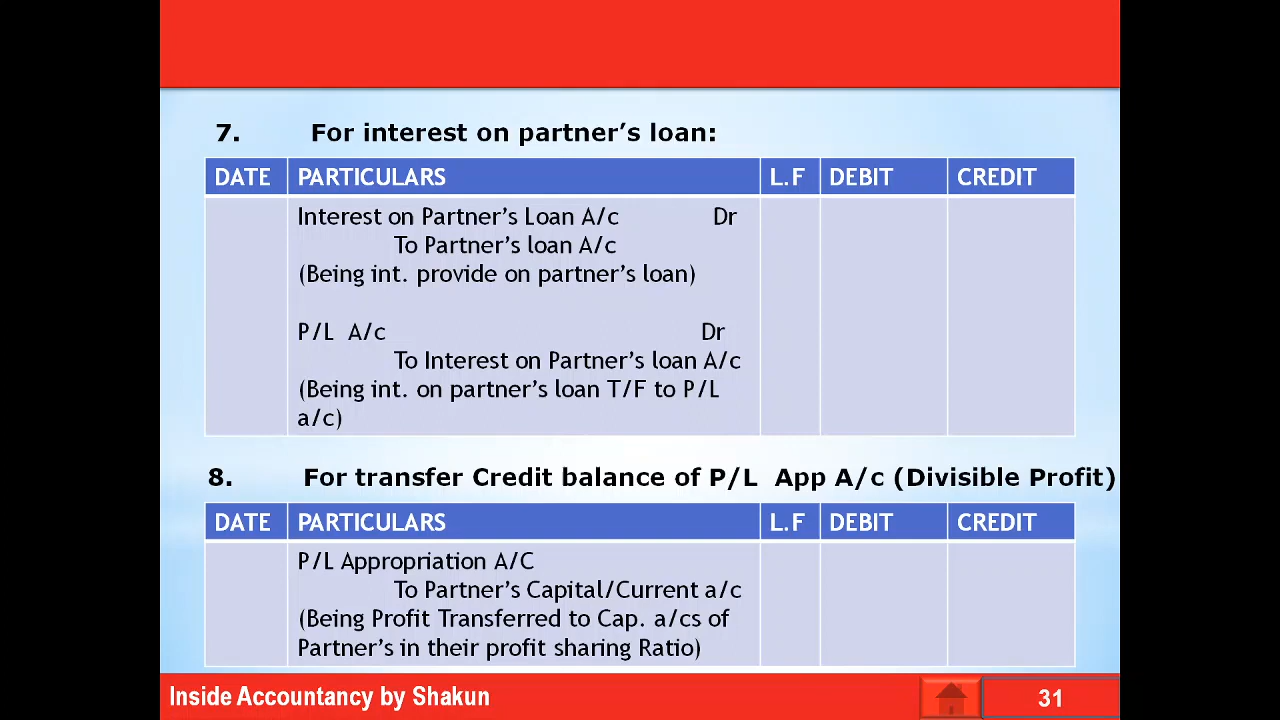 7. For interest on partner’s loan:
DATE PARTICULARS L.F DEBIT CREDIT
Interest on Partner’s Loan A/c Dr
To Partner’s loan A/c
(Being int. provide on partner’s loan)
P/L A/c Dr
To Interest on Partner’s loan A/c
(Being int. on partner’s loan T/F to P/L
a/c)
8. For transfer Credit balance of P/L App A/c (Divisible Profit)
DATE PARTICULARS L.F DEBIT CREDIT
P/L Appropriation A/C
To Partner’s Capital/Current a/c
(Being Profit Transferred to Cap. a/cs of
Partner’s in their profit sharing Ratio)
Inside Accountancy by Shakun 31